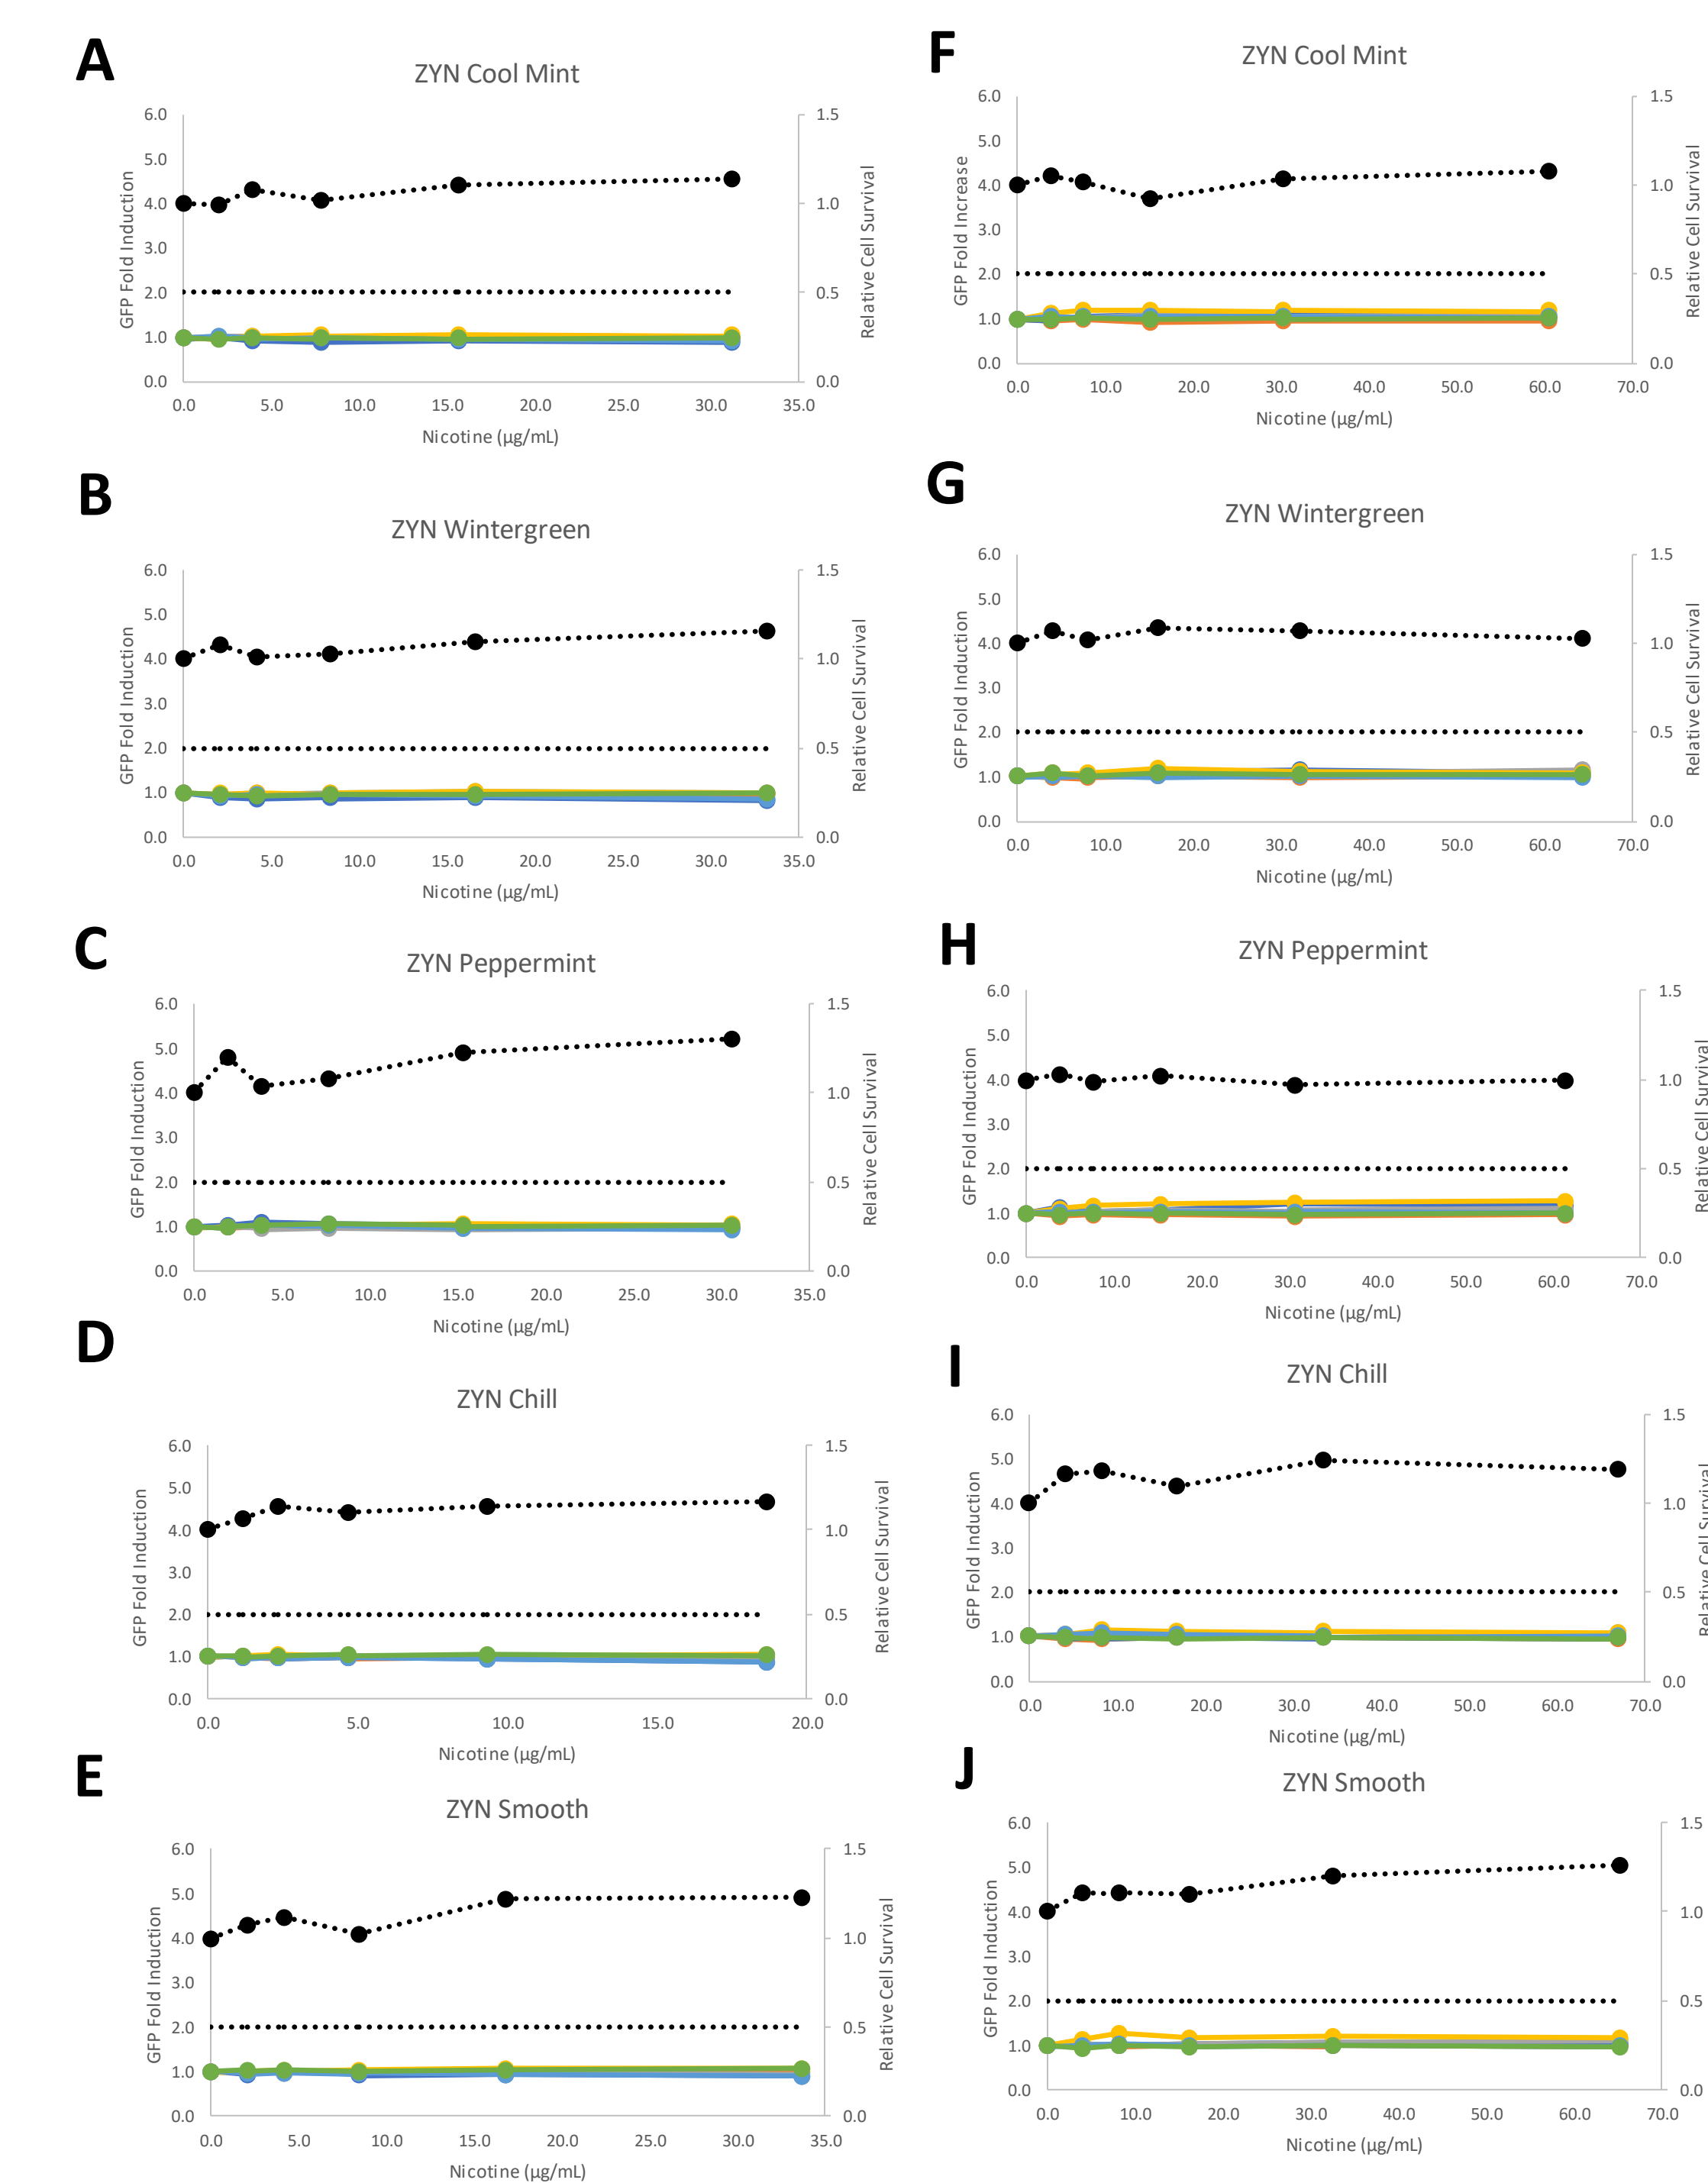 A
ZYN Cool Mint
6.0
5.0
4.0
3.0
2.0
1.0
0.0
1.5
1.0
0.5
0.0
GFP Fold Induction
Relative Cell Survival
0.0 5.0 10.0 15.0 20.0 25.0 30.0 35.0
Nicotine (µg/mL)
F
ZYN Cool Mint
6.0
5.0
4.0
3.0
2.0
1.0
0.0
1.5
1.0
0.5
0.0
GFP Fold Increase
Relative Cell Survival
0.0 10.0 20.0 30.0 40.0 50.0 60.0 70.0
Nicotine (µg/mL)
B
ZYN Wintergreen
6.0
5.0
4.0
3.0
2.0
1.0
0.0
1.5
1.0
0.5
0.0
GFP Fold Induction
Relative Cell Survival
0.0 5.0 10.0 15.0 20.0 25.0 30.0 35.0
Nicotine (µg/mL)
G
ZYN Wintergreen
6.0
5.0
4.0
3.0
2.0
1.0
0.0
1.5
1.0
0.5
0.0
GFP Fold Induction
Relative Cell Survival
0.0 10.0 20.0 30.0 40.0 50.0 60.0 70.0
Nicotine (µg/mL)
C
ZYN Peppermint
6.0
5.0
4.0
3.0
2.0
1.0
0.0
1.5
1.0
0.5
0.0
GFP Fold Induction
Relative Cell Survival
0.0 5.0 10.0 15.0 20.0 25.0 30.0 35.0
Nicotine (µg/mL)
H
ZYN Peppermint
6.0
5.0
4.0
3.0
2.0
1.0
0.0
1.5
1.0
0.5
0.0
GFP Fold Induction
Relative Cell Survival
0.0 10.0 20.0 30.0 40.0 50.0 60.0 70.0
Nicotine (µg/mL)
D
ZYN Chill
6.0
5.0
4.0
3.0
2.0
1.0
0.0
1.5
1.0
0.5
0.0
GFP Fold Induction
Relative Cell Survival
0.0 5.0 10.0 15.0 20.0
Nicotine (µg/mL)
I
ZYN Chill
6.0
5.0
4.0
3.0
2.0
1.0
0.0
1.5
1.0
0.5
0.0
GFP Fold Induction
Relative Cell Survival
0.0 10.0 20.0 30.0 40.0 50.0 60.0 70.0
Nicotine (µg/mL)
E
ZYN Smooth
6.0
5.0
4.0
3.0
2.0
1.0
0.0
1.5
1.0
0.5
0.0
GFP Fold Induction
Relative Cell Survival
0.0 5.0 10.0 15.0 20.0 25.0 30.0 35.0
Nicotine (µg/mL)
J
ZYN Smooth
6.0
5.0
4.0
3.0
2.0
1.0
0.0
1.5
1.0
0.5
0.0
GFP Fold Induction
0.0 10.0 20.0 30.0 40.0 50.0 60.0 70.0
Nicotine (µg/mL)